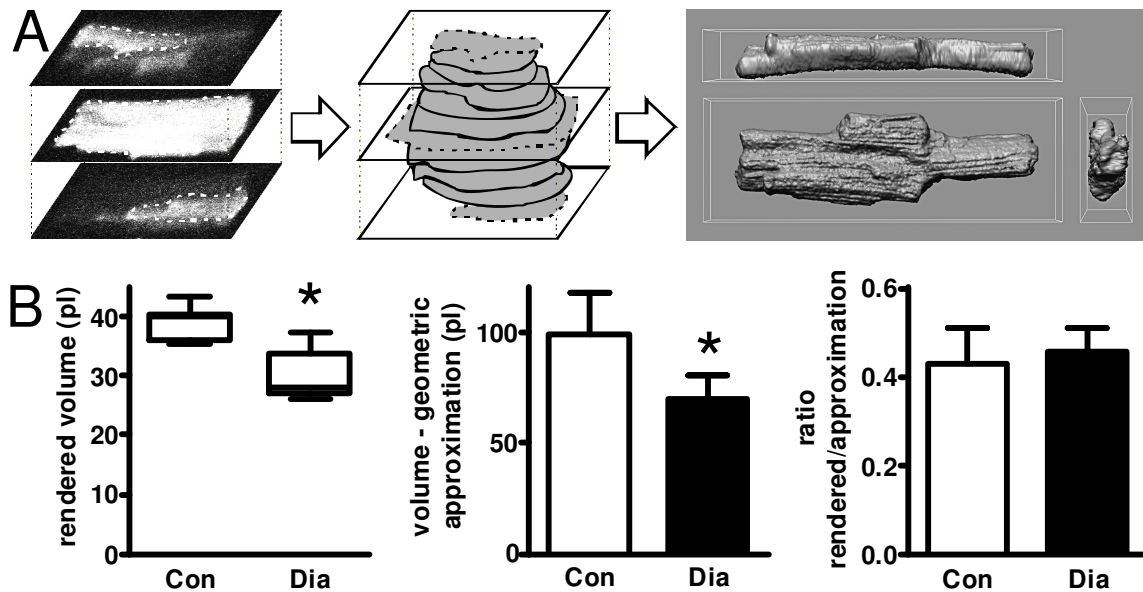 A
B
rendered volume (pl)
40
30
20
10
0
*
Con
Dia
volume - geometric
approximation (pl)
100
50
0
*
Con
Dia
ratio
rendered/approximation
0.6
0.4
0.2
0.0
Con
Dia